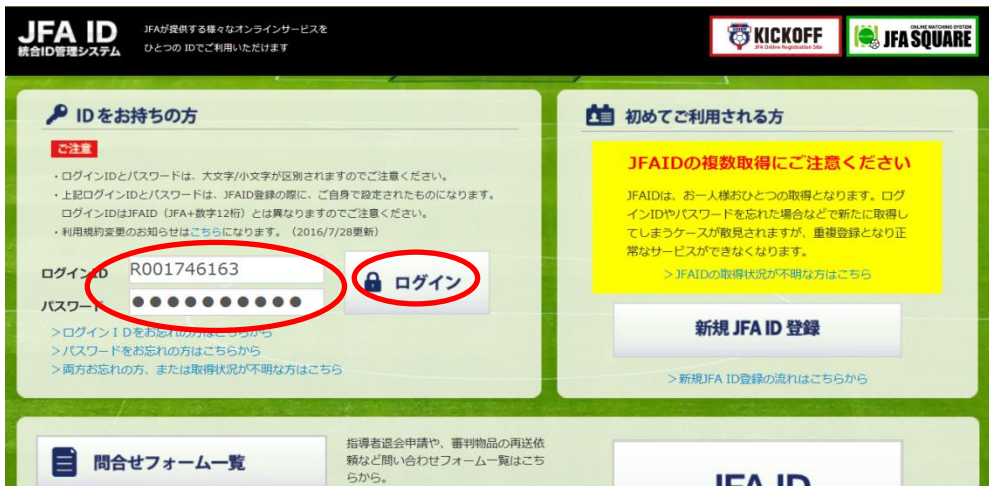 JFA ID
統合ID管理システム
JFAが提供する様々なオンラインサービスを
ひとつの IDでご利用いただけます
KICKOFF
JFA Online Registration Site
ONLINE MATCHING SYSTEM
JFA SQUARE
IDをお持ちの方
ご注意
・ログインIDとパスワードは、大文字/小文字が区別されますのでご注意ください。
・上記ログインIDとパスワードは、JFAID登録の際に、ご自身で設定されたものになります。
ログインIDはJFAID（JFA+数字12桁）とは異なりますのでご注意ください。
・利用規約変更のお知らせはこちらになります。（2016/7/28更新）
ログインID
R001746163
パスワード
●●●●●●●●●●
ログイン
＞ログインＩＤをお忘れの方はこちらから
＞パスワードをお忘れの方はこちらから
＞両方お忘れの方、または取得状況が不明な方はこちら
初めてご利用される方
JFAIDの複数取得にご注意ください
JFAIDは、お一人様おひとつの取得となります。ログ
インIDやパスワードを忘れた場合などで新たに取得し
てしまうケースが散見されますが、重複登録となり正
常なサービスができなくなります。
＞JFAIDの取得状況が不明な方はこちら
新規 JFA ID 登録
＞新規JFA ID登録の流れはこちらから
問合せフォーム一覧
指導者退会申請や、審判物品の再送依
頼など問い合わせフォーム一覧はこち
らから。
JFA ID